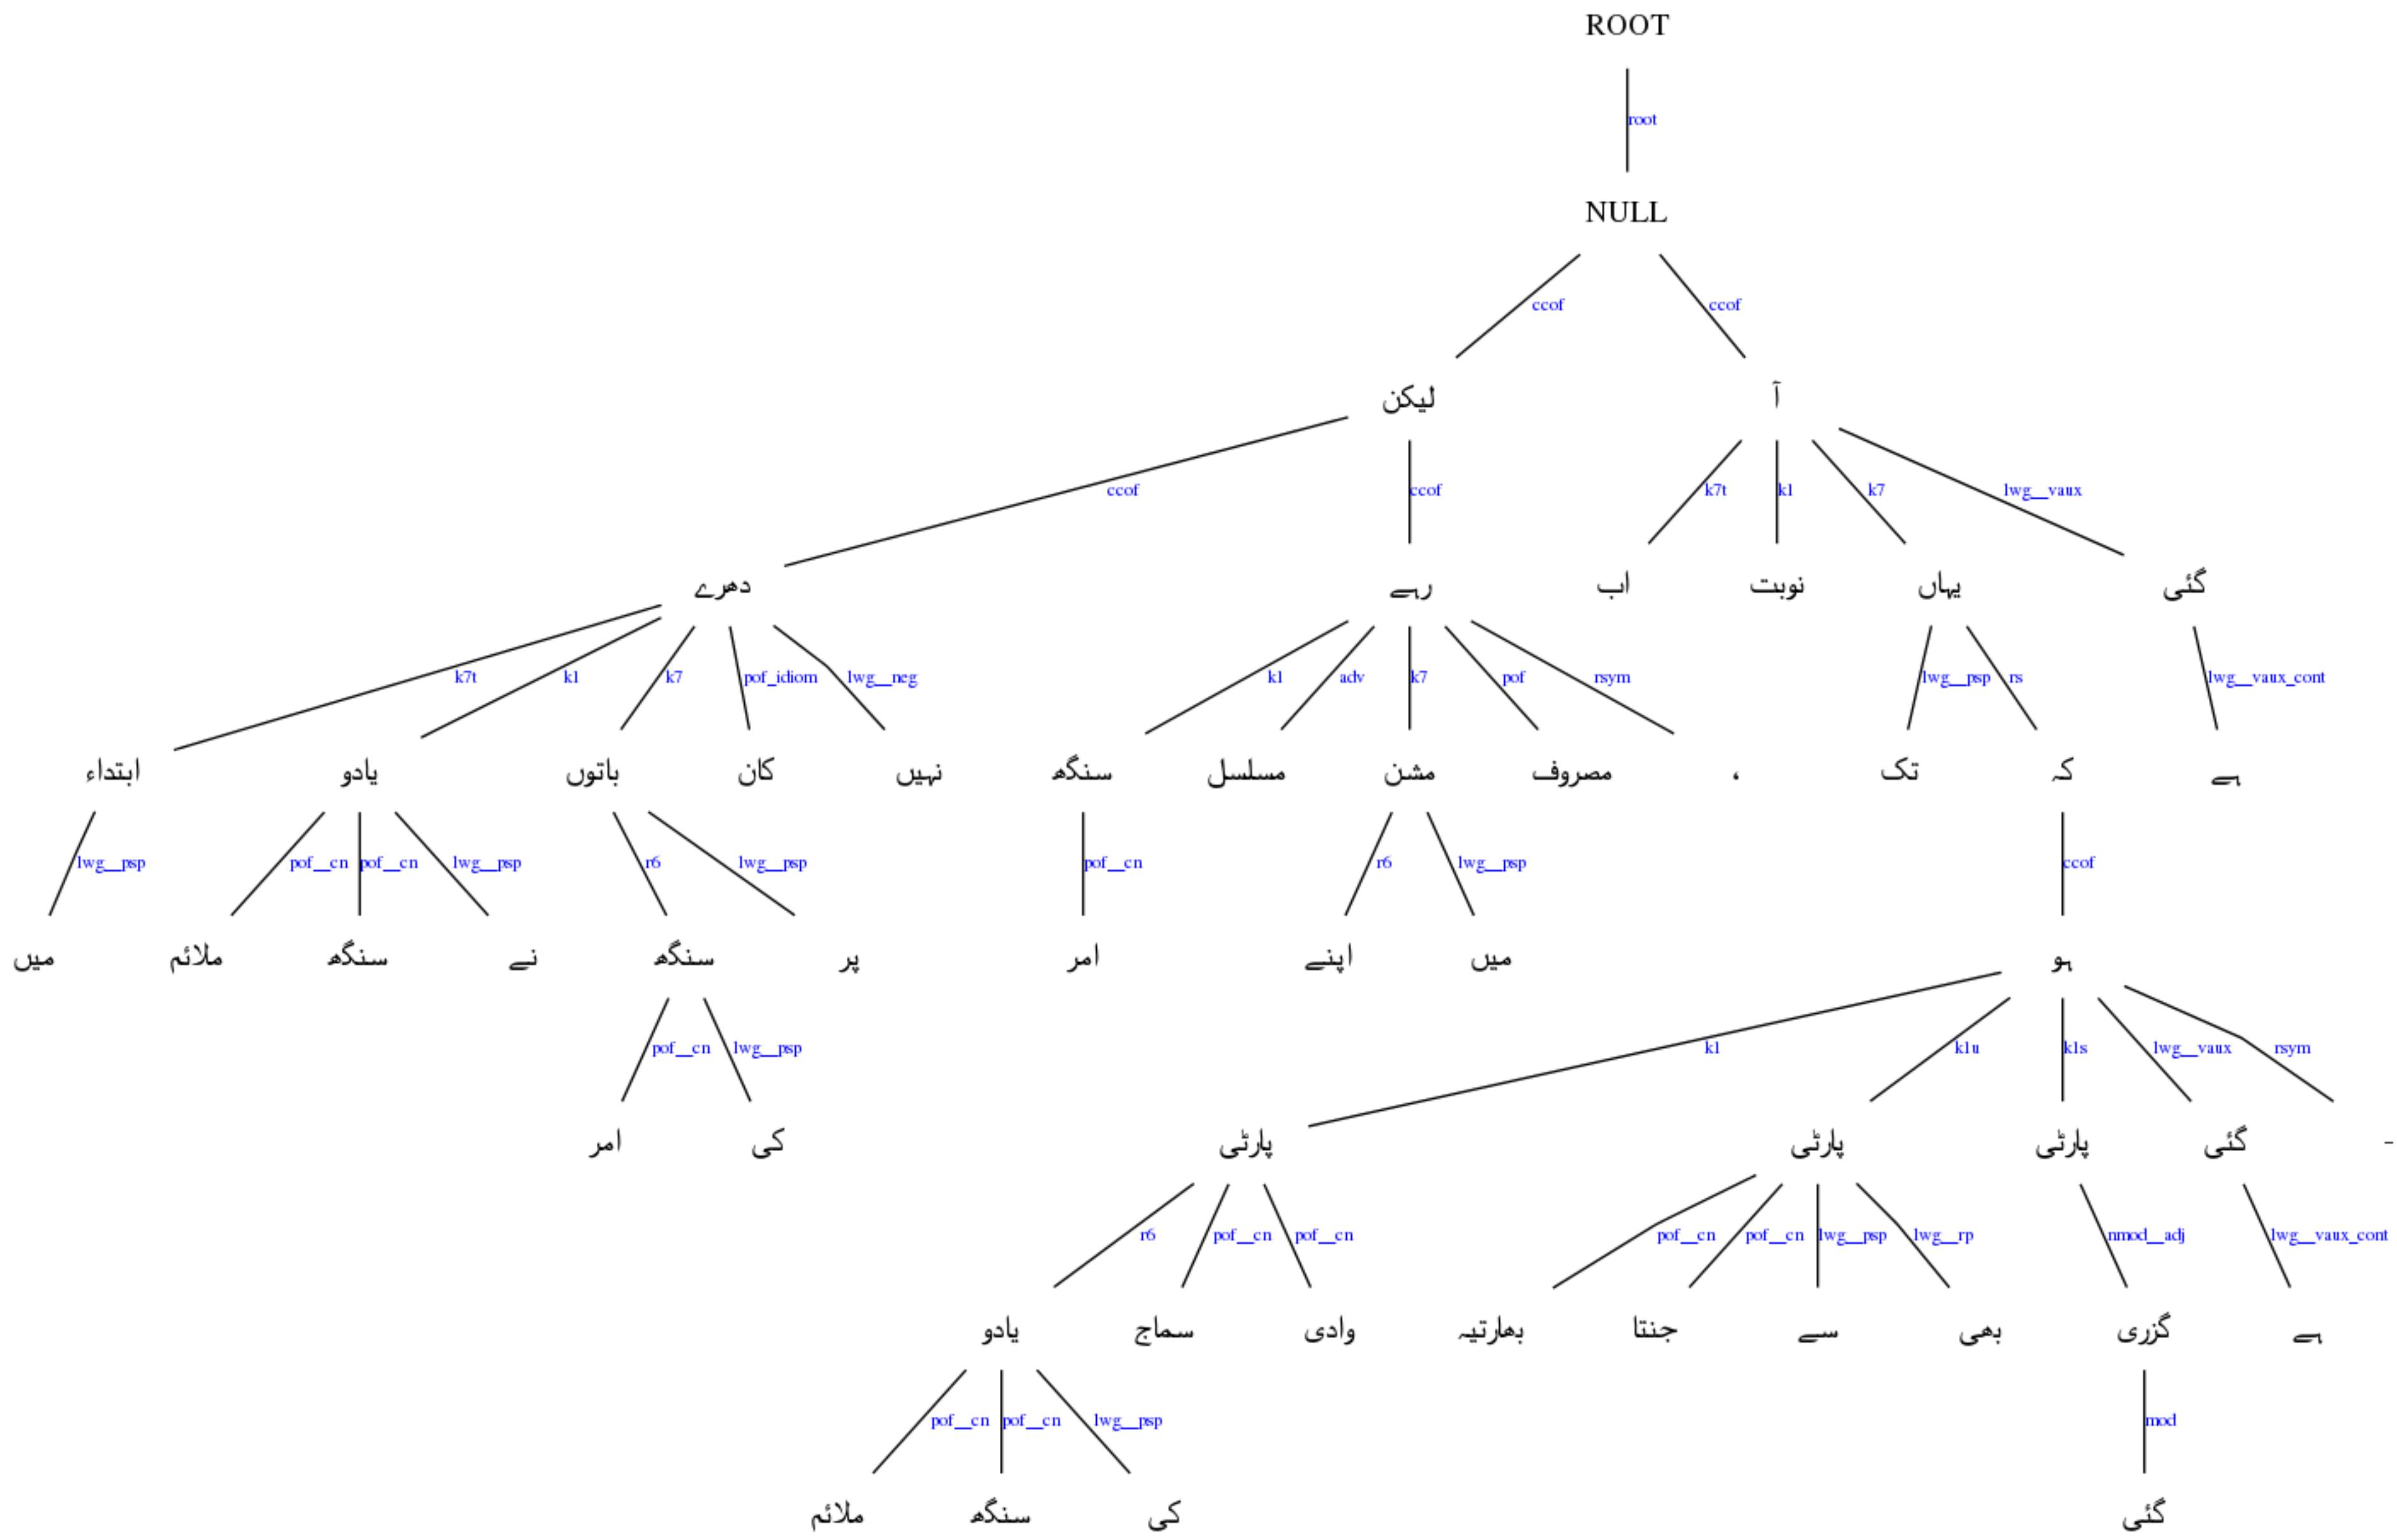 ROOT
root
NULL
ccof ccof
لیکن آ
ccof ccof k7t k1 k7 lwg__vaux
دھرے رہے اب نوبت یہاں گئی
k7t k1 k7 pof_idiom lwg__neg k1 adv k7 pof rsym lwg__psp rs lwg__vaux_cont
ابتداء یادو باتوں کان نہیں سنگھ مسلسل مشن مصروف ، تک کہ ہے
lwg__psp pof__cn pof__cn lwg__psp r6 lwg__psp pof__cn r6 lwg__psp ccof
میں ملائم سنگھ نے سنگھ پر امر اپنے میں ہو
pof__cn lwg__psp k1 k1u k1s lwg__vaux rsym
امر کی پارٹی پارٹی پارٹی گئی ۔
r6 pof__cn pof__cn pof__cn pof__cn lwg__psp lwg__rp nmod__adj lwg__vaux_cont
یادو سماج وادی بھارتیہ جنتا سے بھی گزری ہے
pof__cn pof__cn lwg__psp mod
ملائم سنگھ کی گئی